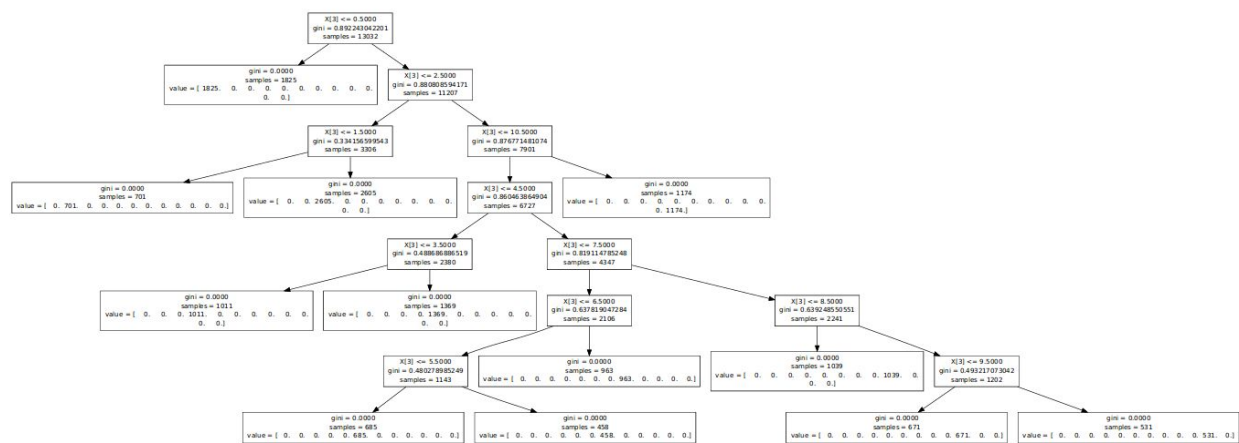 X[3] <= 0.5000
gini = 0.892243042201
samples = 13032
gini = 0.0000
samples = 1825
value = [ 1825. 0. 0. 0. 0. 0. 0. 0. 0. 0.
0. 0.]
X[3] <= 2.5000
gini = 0.880808594171
samples = 11207
X[3] <= 1.5000
gini = 0.334156599543
samples = 3306
X[3] <= 10.5000
gini = 0.876771481074
samples = 7901
gini = 0.0000
samples = 701
value = [ 0. 701. 0. 0. 0. 0. 0. 0. 0. 0. 0. 0.]
gini = 0.0000
samples = 2605
value = [ 0. 0. 2605. 0. 0. 0. 0. 0. 0. 0.
0. 0.]
X[3] <= 4.5000
gini = 0.860463864904
samples = 6727
gini = 0.0000
samples = 1174
value = [ 0. 0. 0. 0. 0. 0. 0. 0. 0. 0.
0. 1174.]
X[3] <= 3.5000
gini = 0.488686886519
samples = 2380
X[3] <= 7.5000
gini = 0.819114785248
samples = 4347
gini = 0.0000
samples = 1011
value = [ 0. 0. 0. 1011. 0. 0. 0. 0. 0. 0.
0. 0.]
gini = 0.0000
samples = 1369
value = [ 0. 0. 0. 0. 1369. 0. 0. 0. 0. 0.
0. 0.]
X[3] <= 6.5000
gini = 0.637819047284
samples = 2106
X[3] <= 8.5000
gini = 0.639248550551
samples = 2241
X[3] <= 5.5000
gini = 0.480278985249
samples = 1143
gini = 0.0000
samples = 963
value = [ 0. 0. 0. 0. 0. 0. 0. 963. 0. 0. 0. 0.]
gini = 0.0000
samples = 1039
value = [ 0. 0. 0. 0. 0. 0. 0. 0. 1039. 0.
0. 0.]
X[3] <= 9.5000
gini = 0.493217073042
samples = 1202
gini = 0.0000
samples = 685
value = [ 0. 0. 0. 0. 0. 685. 0. 0. 0. 0. 0. 0.]
gini = 0.0000
samples = 458
value = [ 0. 0. 0. 0. 0. 0. 458. 0. 0. 0. 0. 0.]
gini = 0.0000
samples = 671
value = [ 0. 0. 0. 0. 0. 0. 0. 0. 0. 671. 0. 0.]
gini = 0.0000
samples = 531
value = [ 0. 0. 0. 0. 0. 0. 0. 0. 0. 0. 531. 0.]